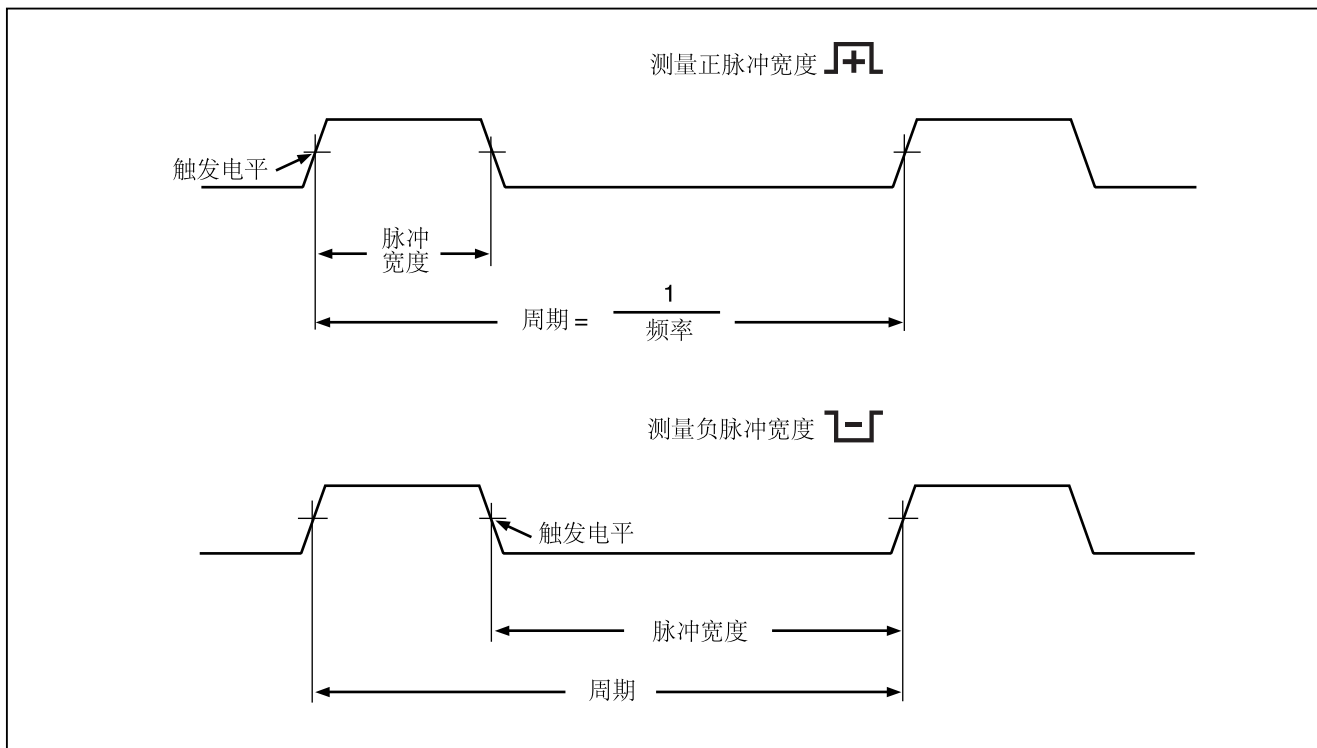 测量正脉冲宽度 +
触发电平
脉冲
宽度
周期 = 1
频率
测量负脉冲宽度 -
触发电平
脉冲宽度
周期